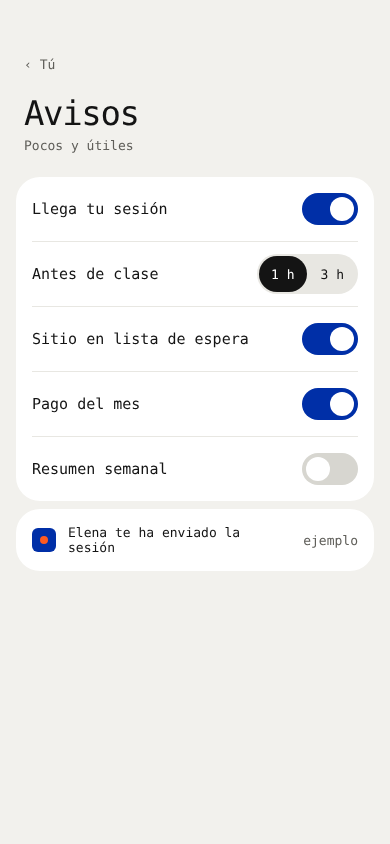 ‹ Tú
Avisos
Pocos y útiles
Llega tu sesión
Antes de clase
1 h
3 h
Sitio en lista de espera
Pago del mes
Resumen semanal
Elena te ha enviado la
sesión
ejemplo